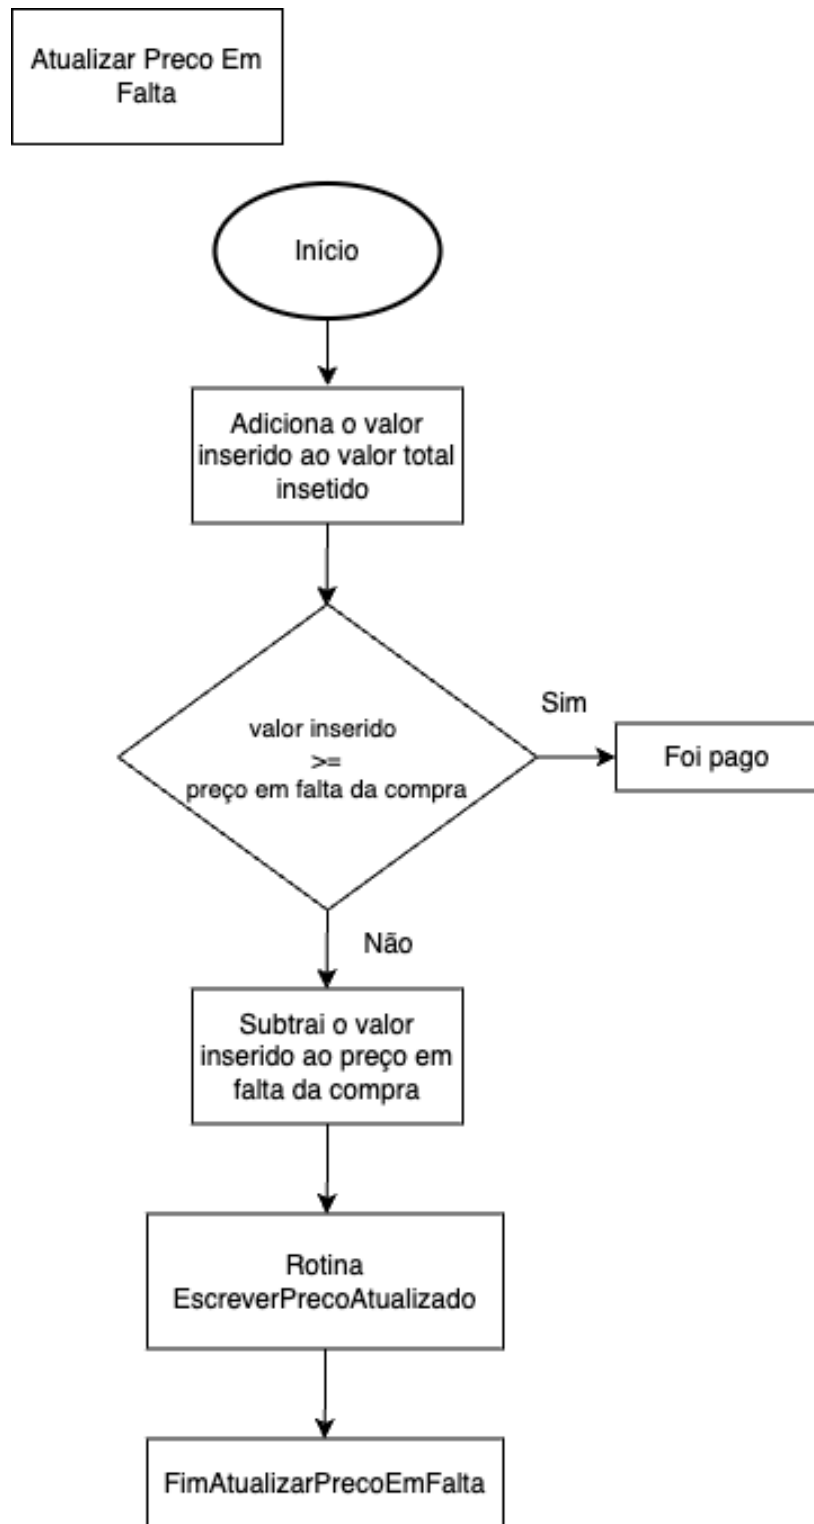 Atualizar Preco Em
Falta
Início
Adiciona o valor
inserido ao valor total
insetido
valor inserido
>=
preço em falta da compra
Sim
Foi pago
Não
Subtrai o valor
inserido ao preço em
falta da compra
Rotina
EscreverPrecoAtualizado
FimAtualizarPrecoEmFalta